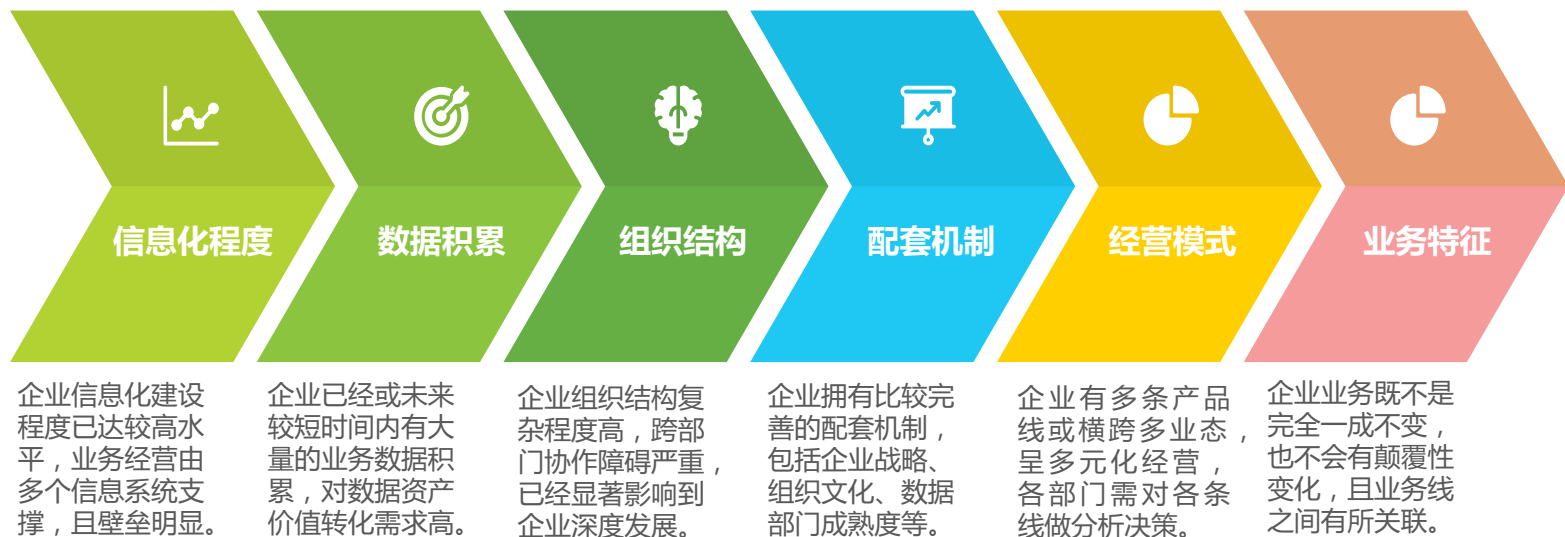 信息化程度
数据积累
组织结构
配套机制
经营模式
业务特征
企业信息化建设
程度已达较高水
平，业务经营由
多个信息系统支
撑，且壁垒明显。
企业已经或未来
较短时间内有大
量的业务数据积
累，对数据资产
价值转化需求高。
企业组织结构复
杂程度高，跨部
门协作障碍严重，
已经显著影响到
企业深度发展。
企业拥有比较完
善的配套机制，
包括企业战略、
组织文化、数据
部门成熟度等。
企业有多条产品
线或横跨多业态，
呈多元化经营，
各部门需对各条
线做分析决策。
企业业务既不是
完全一成不变，
也不会有颠覆性
变化，且业务线
之间有所关联。